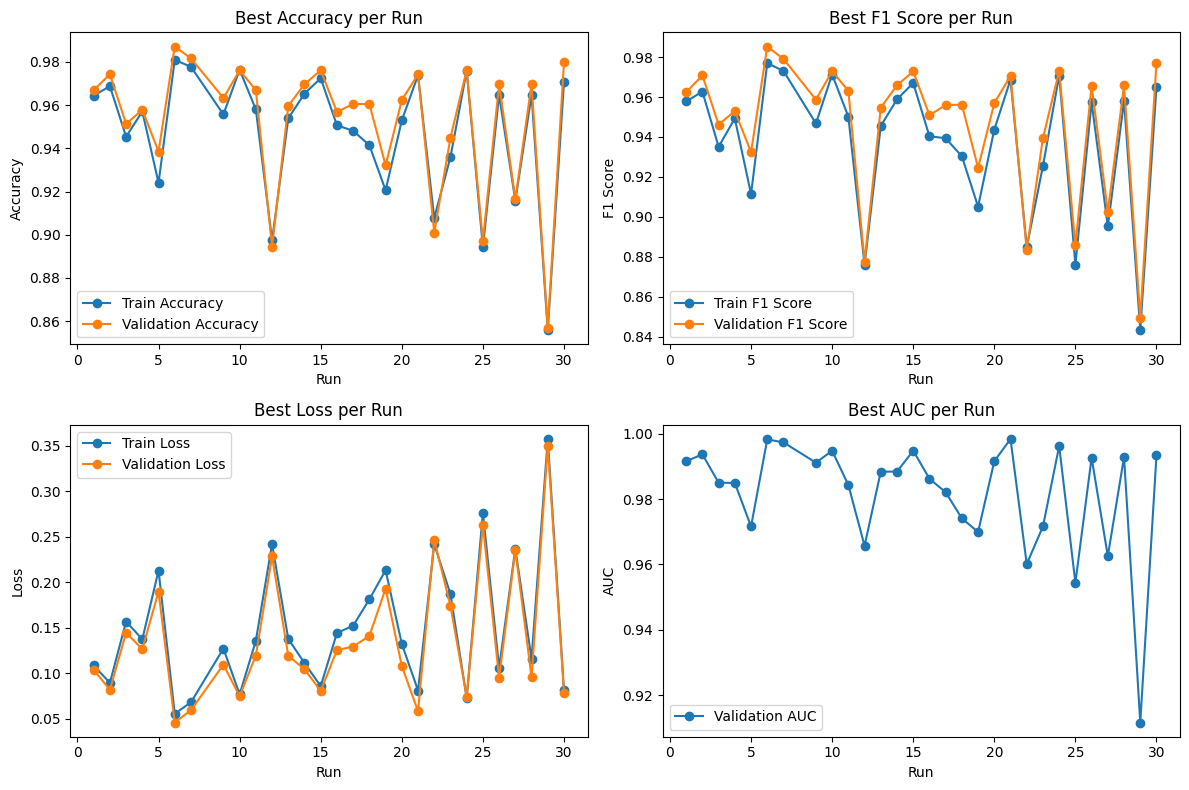 Best Accuracy per Run
Accuracy
0.98
0.96
0.94
0.92
0.90
0.88
0.86
Train Accuracy
Validation Accuracy
0 5 10 15 20 25 30
Run
Best F1 Score per Run
F1 Score
0.98
0.96
0.94
0.92
0.90
0.88
0.86
0.84
Train F1 Score
Validation F1 Score
0 5 10 15 20 25 30
Run
Best Loss per Run
Loss
0.35
0.30
0.25
0.20
0.15
0.10
0.05
Train Loss
Validation Loss
0 5 10 15 20 25 30
Run
Best AUC per Run
AUC
1.00
0.98
0.96
0.94
0.92
Validation AUC
0 5 10 15 20 25 30
Run